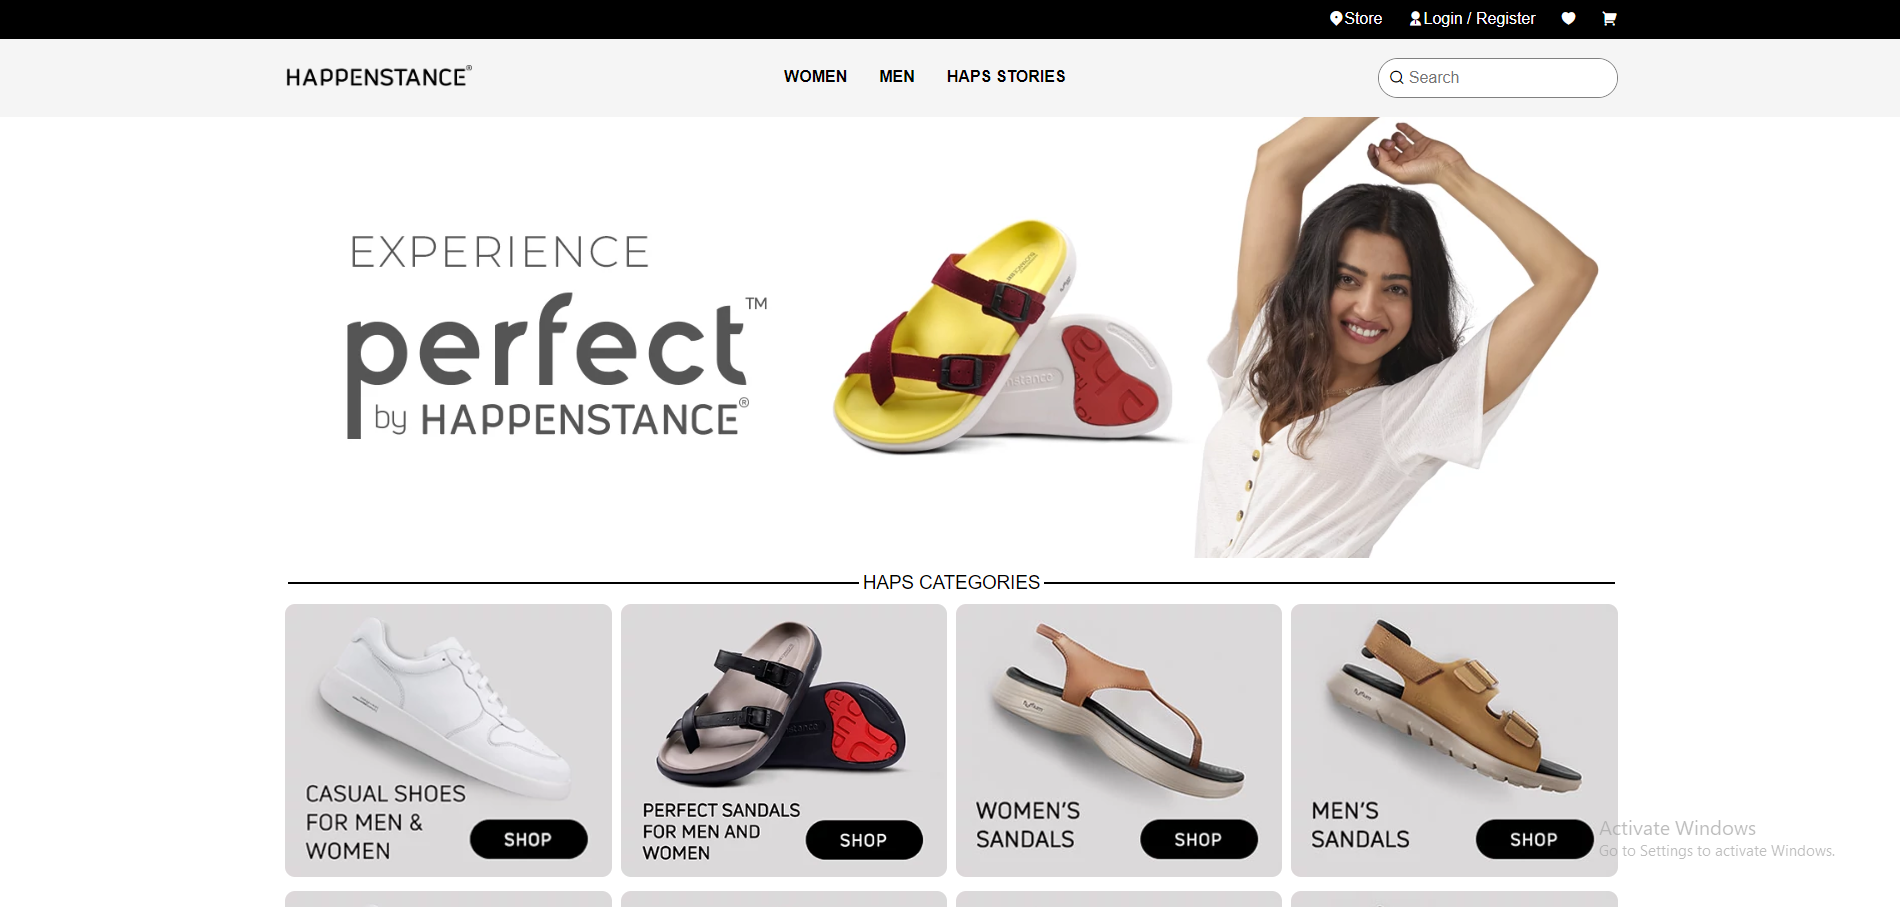 Store
Login / Register
HAPPENSTANCE®
WOMEN
MEN
HAPS STORIES
Search
EXPERIENCE
perfect™
by HAPPENSTANCE®
HAPS CATEGORIES
CASUAL SHOES
FOR MEN &
WOMEN
SHOP
PERFECT SANDALS
FOR MEN AND
WOMEN
SHOP
WOMEN'S
SANDALS
SHOP
MEN'S
SANDALS
SHOP
Activate Windows
Go to Settings to activate Windows.